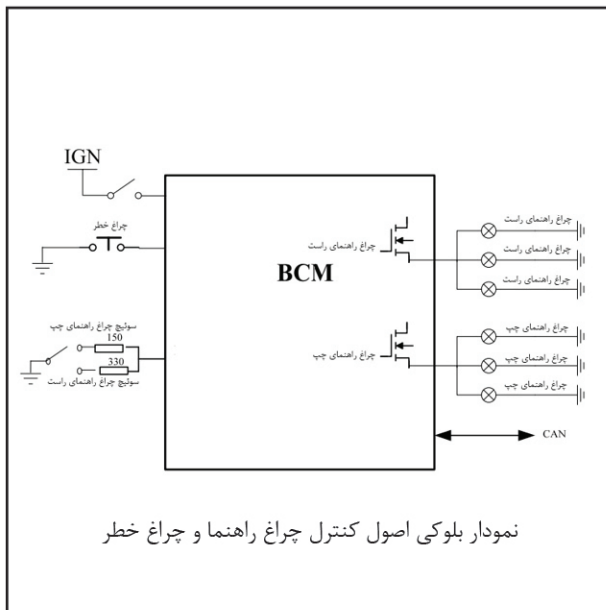 IGN
چراغ خطر
سوئیچ چراغ راهنمای چپ
150
330
سوئیچ چراغ راهنمای راست
BCM
چراغ راهنمای راست
چراغ راهنمای چپ
چراغ راهنمای راست
چراغ راهنمای راست
چراغ راهنمای راست
چراغ راهنمای چپ
چراغ راهنمای چپ
چراغ راهنمای چپ
CAN
نمودار بلوکی اصول کنترل چراغ راهنما و چراغ خطر